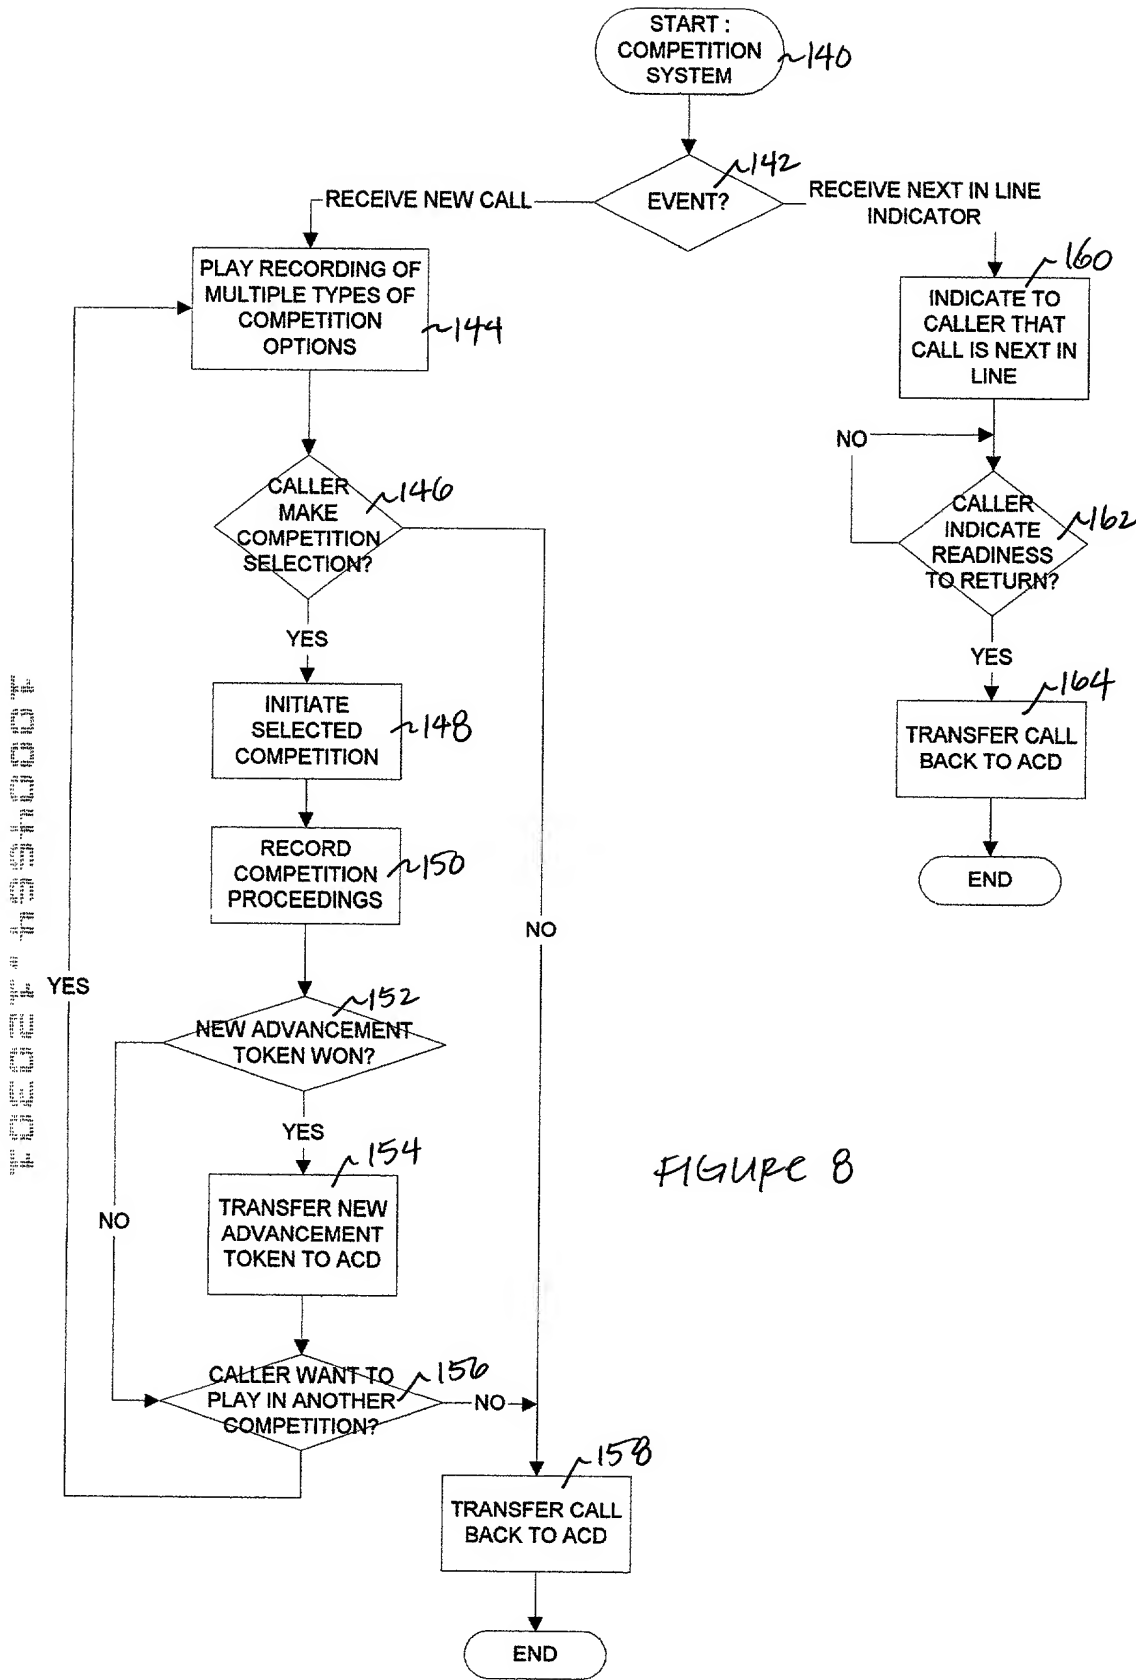 START :
COMPETITION
SYSTEM
~140
~142
EVENT?
RECEIVE NEW CALL
RECEIVE NEXT IN LINE
INDICATOR
PLAY RECORDING OF
MULTIPLE TYPES OF
COMPETITION
OPTIONS
~144
~160
INDICATE TO
CALLER THAT
CALL IS NEXT IN
LINE
NO
CALLER
MAKE
COMPETITION
SELECTION?
~146
CALLER
INDICATE
READINESS
TO RETURN?
~162
YES
YES
INITIATE
SELECTED
COMPETITION
~148
~164
TRANSFER CALL
BACK TO ACD
RECORD
COMPETITION
PROCEEDINGS
~150
END
NO
YES
~152
NEW ADVANCEMENT
TOKEN WON?
YES
~154
TRANSFER NEW
ADVANCEMENT
TOKEN TO ACD
NO
FIGURE 8
CALLER WANT TO
PLAY IN ANOTHER
COMPETITION?
~156
NO
~158
TRANSFER CALL
BACK TO ACD
END